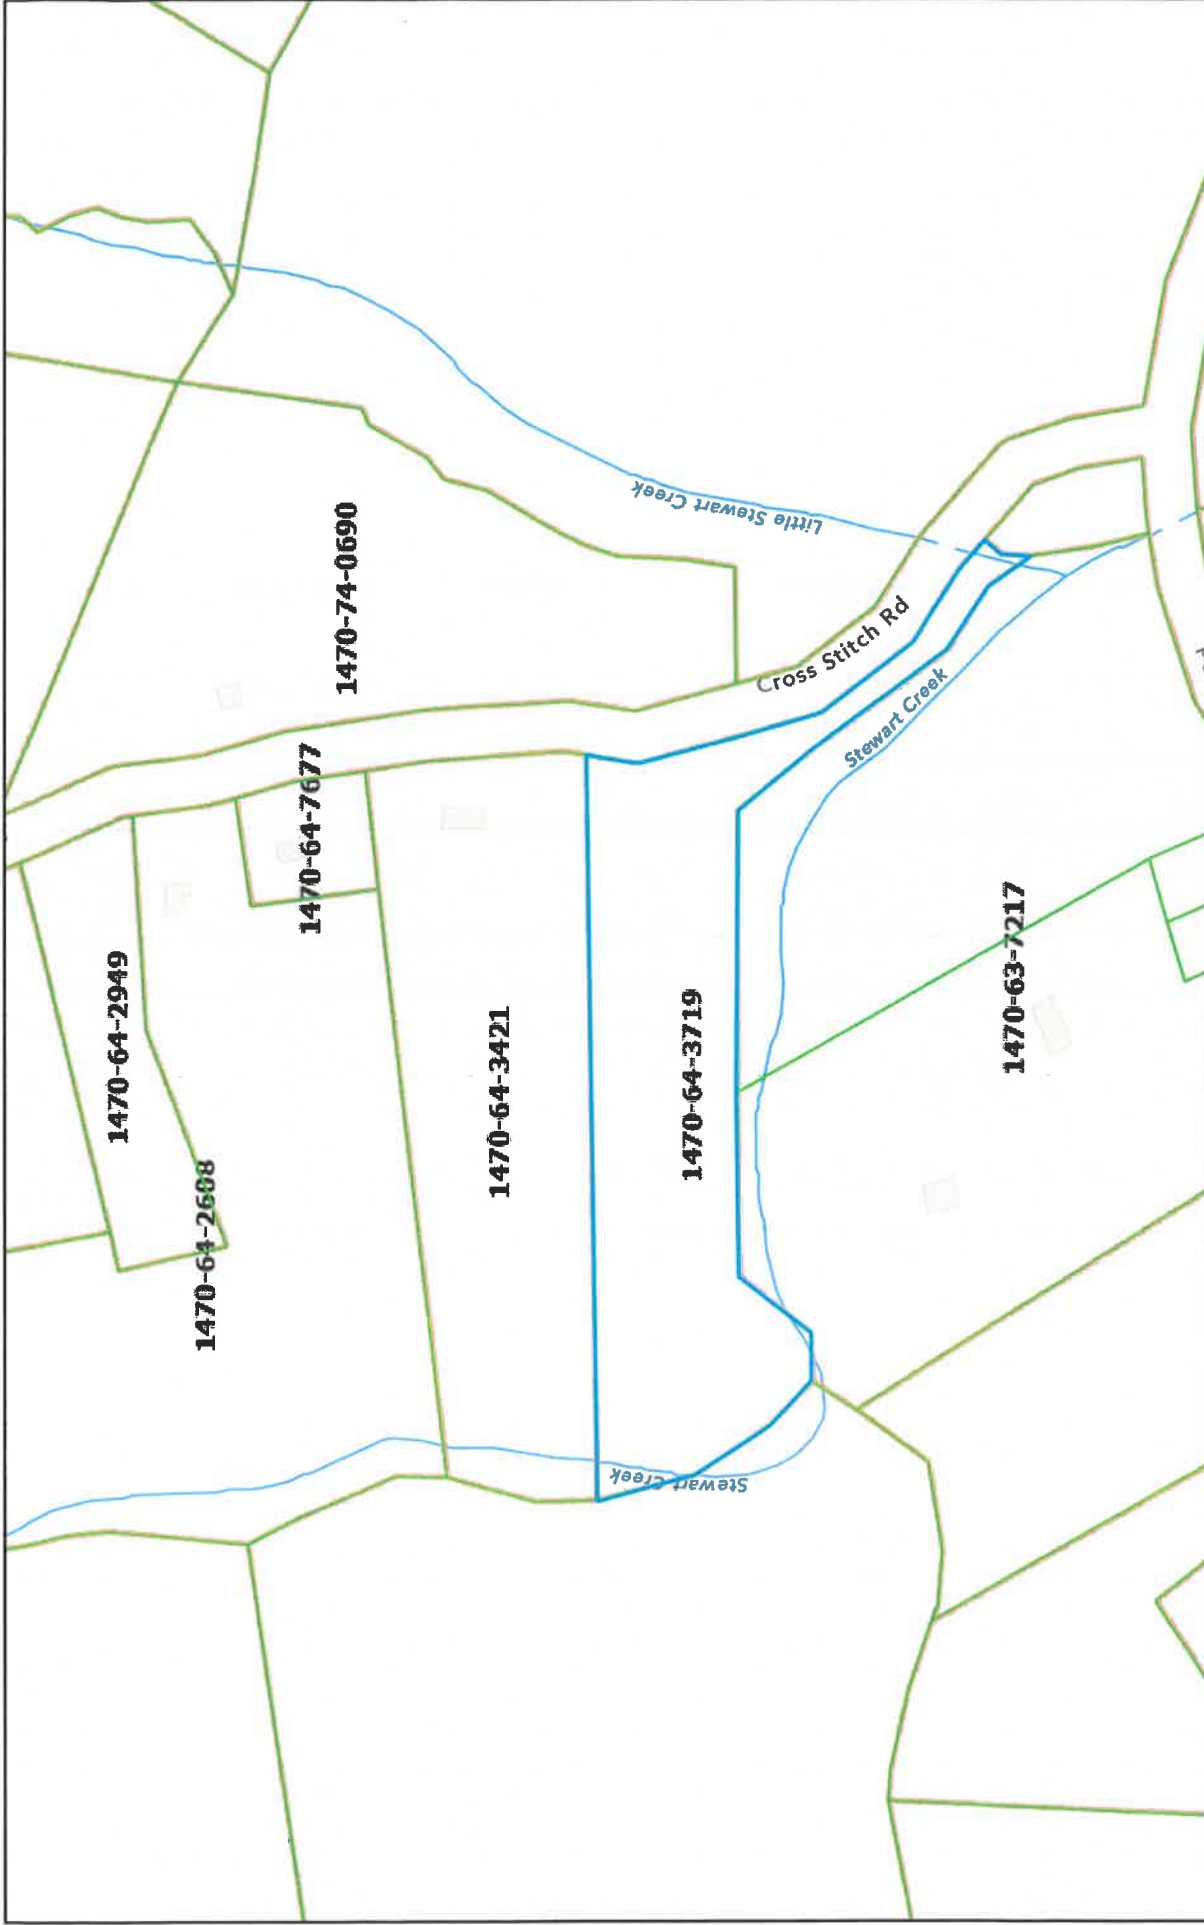 1470-74-0690
1470-64-7677
1470-64-2949
1470-64-2608
1470-64-3421
1470-64-3719
1470-63-7217
Little Stewart Creek
Cross Stitch Rd
Stewart Creek
Stewart Creek